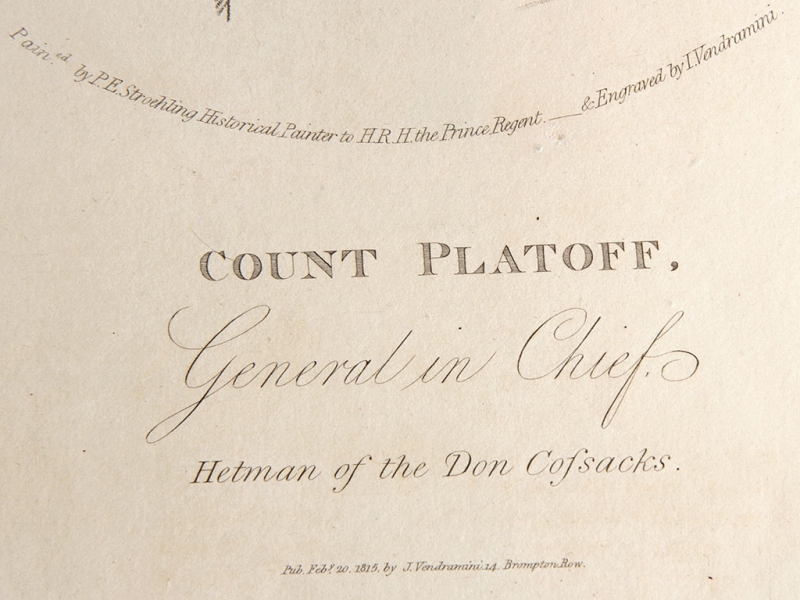 Pain.ed by P.E. Stroehling Historical Painter to H.R.H. the Prince Regent. — & Engraved by I. Vendramini.
COUNT PLATOFF,
General in Chief.
Hetman of the Don Coſsacks.
Pub. Feby. 20, 1815, by J. Vendramini 14, Brompton Row.